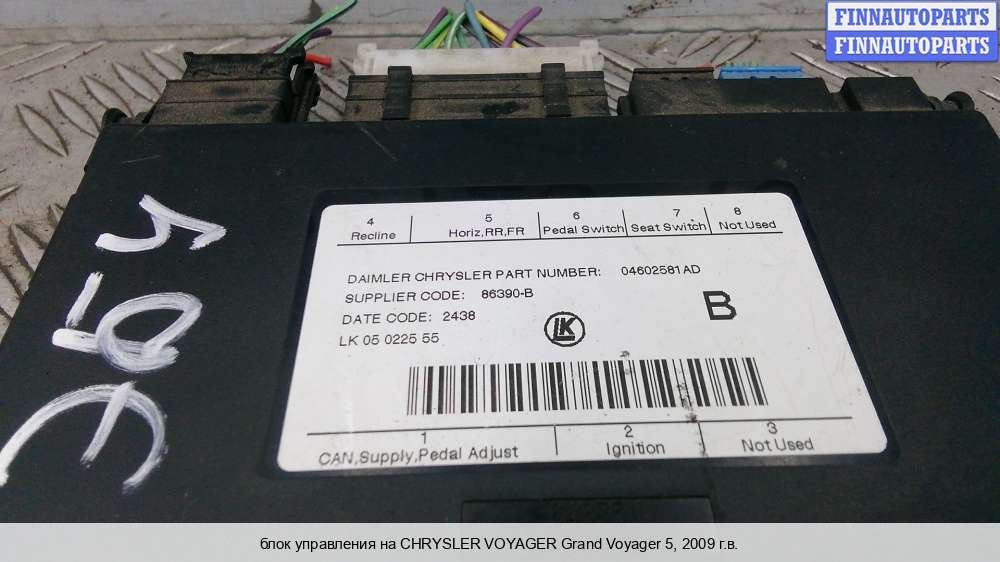 FINNAUTOPARTS
FINNAUTOPARTS
4 5 6 7 8
Recline Horiz,RR,FR Pedal Switch Seat Switch Not Used
DAIMLER CHRYSLER PART NUMBER: 04602581AD
SUPPLIER CODE: 86390-B
B
DATE CODE: 2438
LK
LK 05 0225 55
1 2 3
CAN,Supply,Pedal Adjust Ignition Not Used
блок управления на CHRYSLER VOYAGER Grand Voyager 5, 2009 г.в.